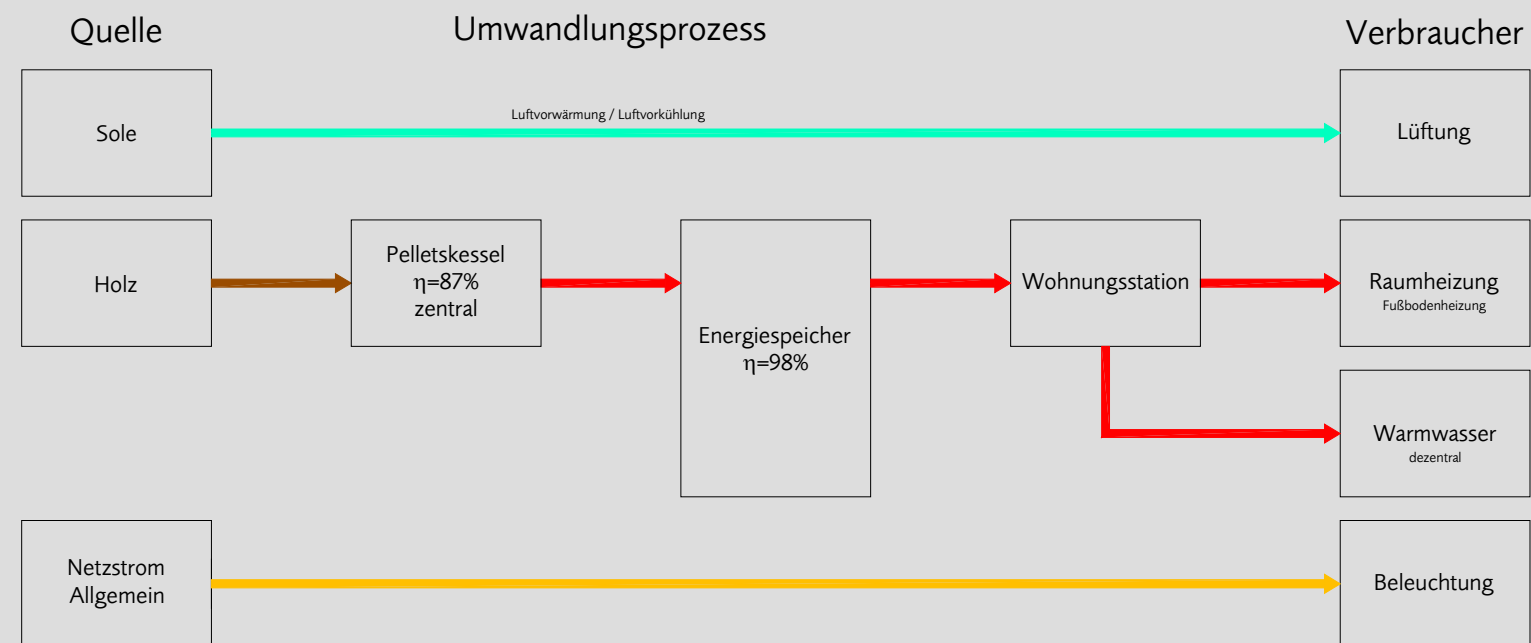 Quelle
Umwandlungsprozess
Verbraucher
Sole
Luftvorwärmung / Luftvorkühlung
Lüftung
Holz
Pelletskessel
η=87%
zentral
Energiespeicher
η=98%
Wohnungsstation
Raumheizung
Fußbodenheizung
Warmwasser
dezentral
Netzstrom
Allgemein
Beleuchtung